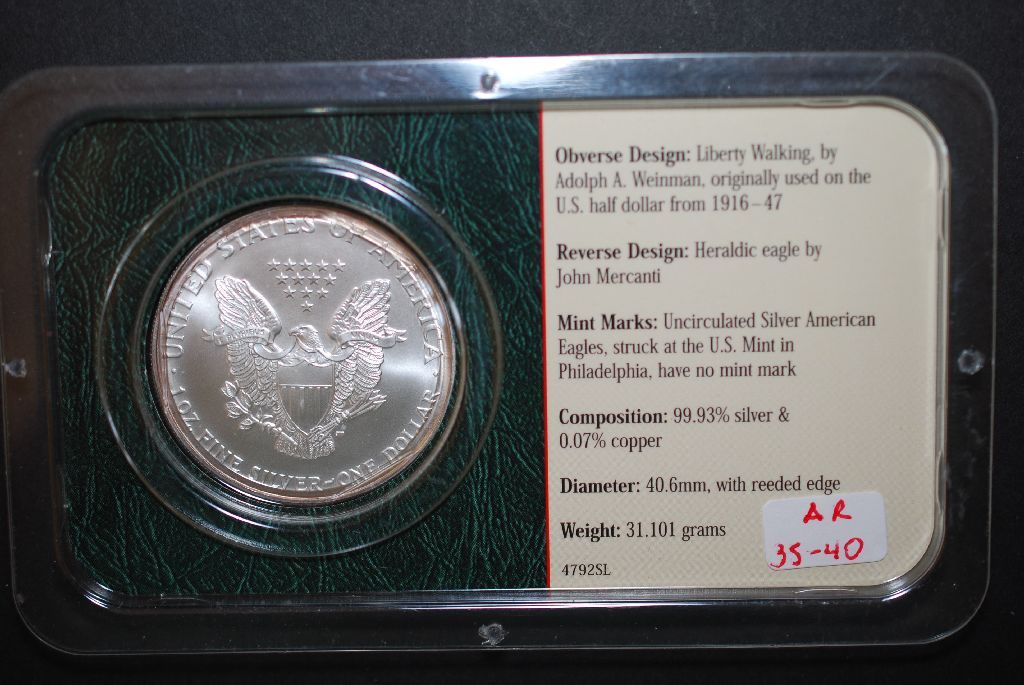 UNITED STATES OF AMERICA
· 1 OZ. FINE SILVER–ONE DOLLAR
Obverse Design: Liberty Walking, by
Adolph A. Weinman, originally used on the
U.S. half dollar from 1916–47
Reverse Design: Heraldic eagle by
John Mercanti
Mint Marks: Uncirculated Silver American
Eagles, struck at the U.S. Mint in
Philadelphia, have no mint mark
Composition: 99.93% silver &
0.07% copper
Diameter: 40.6mm, with reeded edge
Weight: 31.101 grams
4792SL
AR
35-40